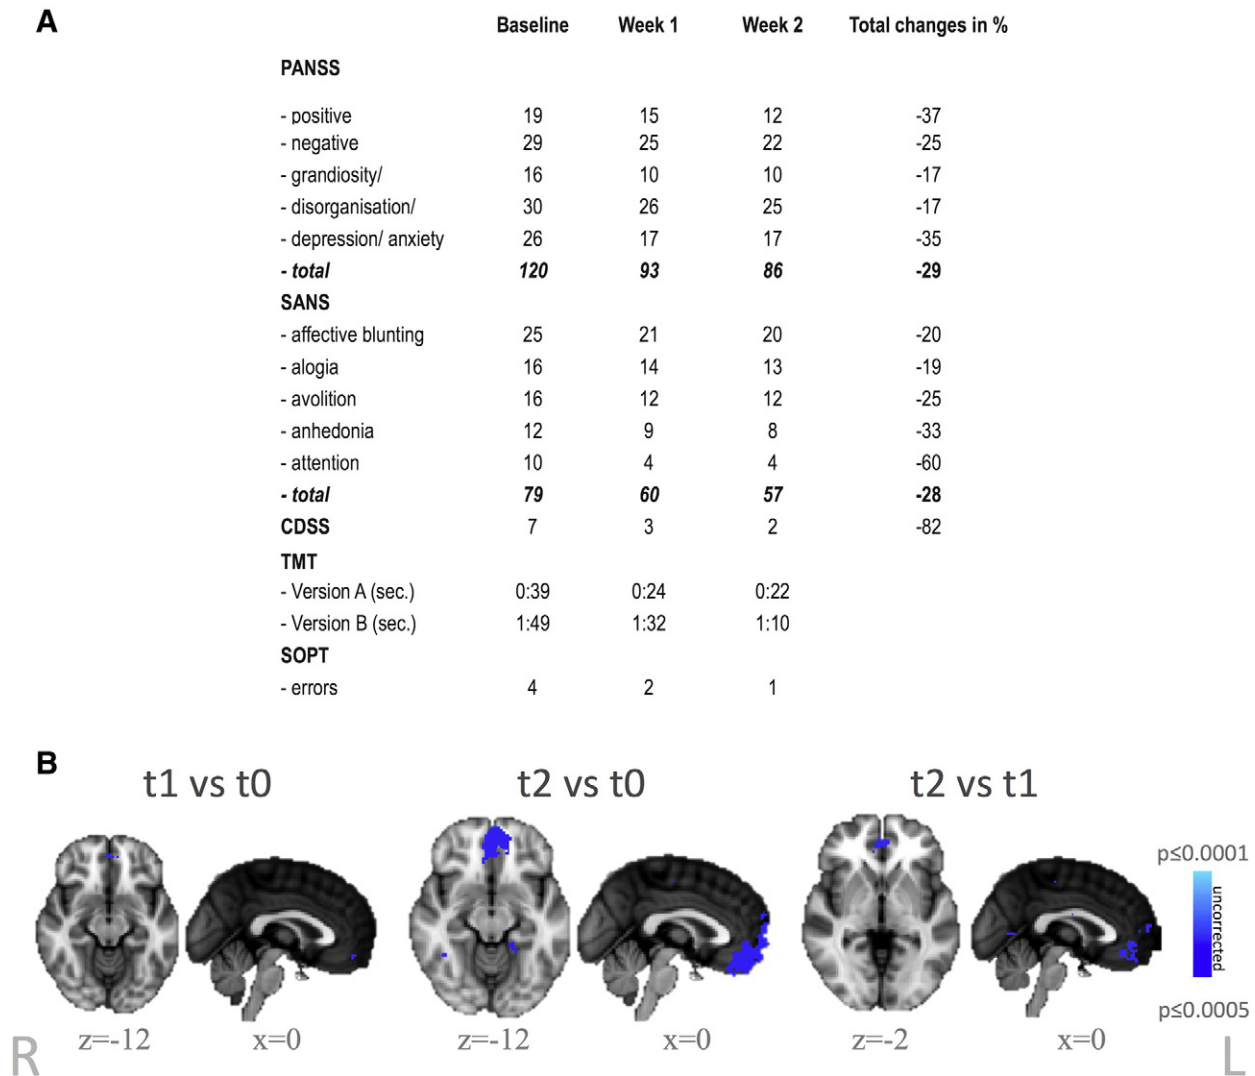 A
Baseline Week 1 Week 2 Total changes in %
PANSS
- positive 19 15 12 -37
- negative 29 25 22 -25
- grandiosity/ 16 10 10 -17
- disorganisation/ 30 26 25 -17
- depression/ anxiety 26 17 17 -35
- total 120 93 86 -29
SANS
- affective blunting 25 21 20 -20
- alogia 16 14 13 -19
- avolition 16 12 12 -25
- anhedonia 12 9 8 -33
- attention 10 4 4 -60
- total 79 60 57 -28
CDSS 7 3 2 -82
TMT
- Version A (sec.) 0:39 0:24 0:22
- Version B (sec.) 1:49 1:32 1:10
SOPT
- errors 4 2 1
B
t1 vs t0 t2 vs t0 t2 vs t1
p≤0.0001
uncorrected
p≤0.0005
z=-12 x=0 z=-12 x=0 z=-2 x=0
R L